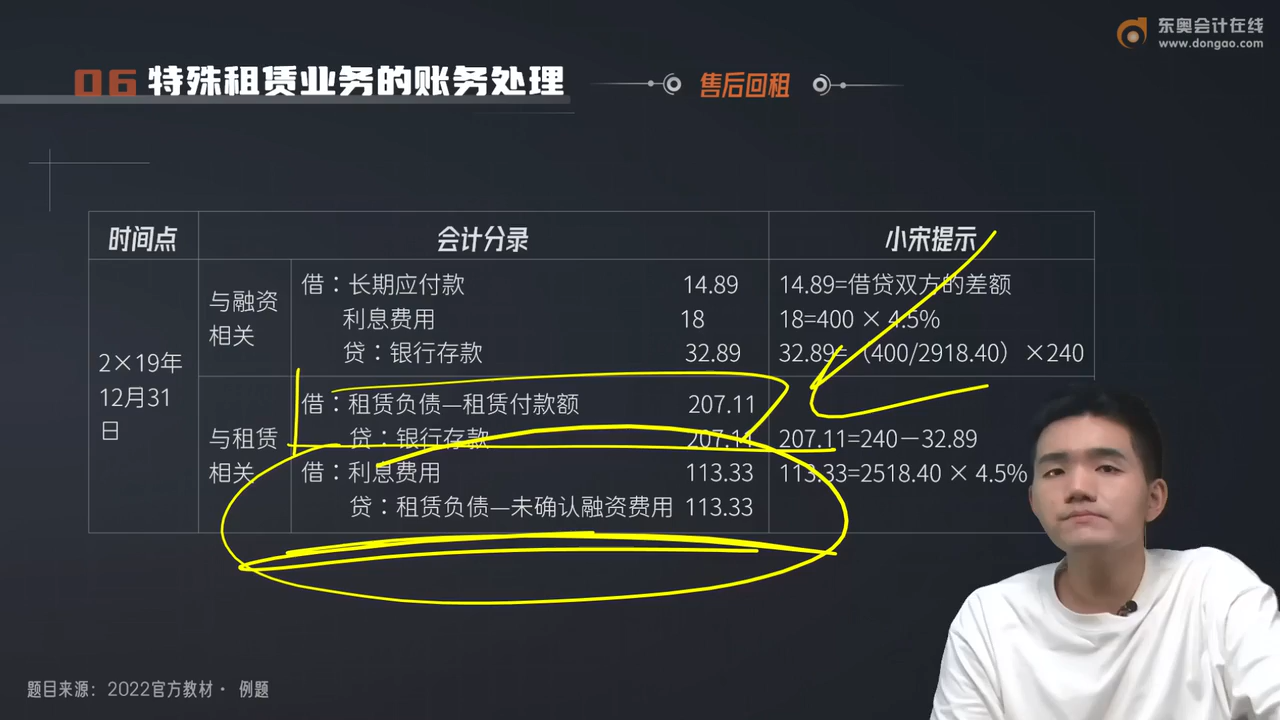 东奥会计在线
www.dongao.com
06 特殊租赁业务的账务处理
售后回租
时间点
会计分录
小宋提示
2×19年
12月31
日
与融资
相关
借：长期应付款 14.89
利息费用 18
贷：银行存款 32.89
14.89=借贷双方的差额
18=400 × 4.5%
32.89=（400/2918.40）×240
与租赁
相关
借：租赁负债—租赁付款额 207.11
贷：银行存款 207.11
借：利息费用 113.33
贷：租赁负债—未确认融资费用 113.33
207.11=240－32.89
113.33=2518.40 × 4.5%
题目来源：2022官方教材· 例题